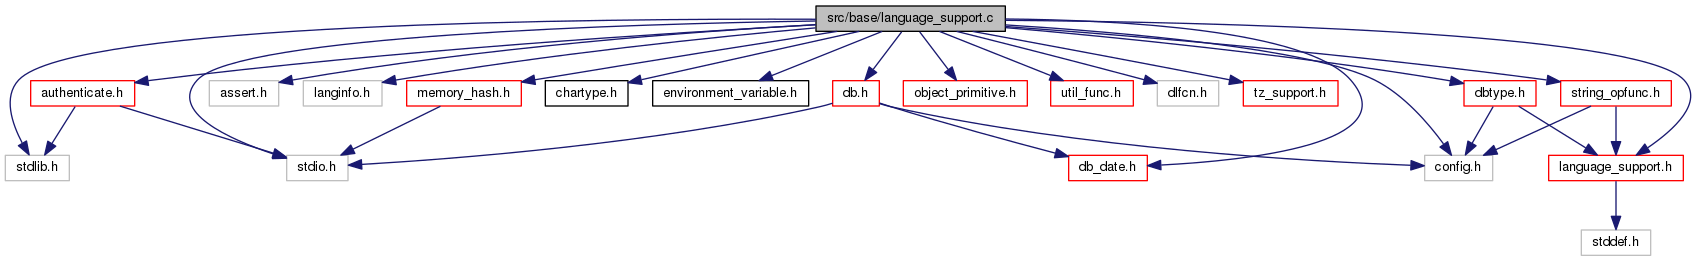 src/base/language_support.c
authenticate.h
assert.h
langinfo.h
memory_hash.h
chartype.h
environment_variable.h
db.h
object_primitive.h
util_func.h
dlfcn.h
tz_support.h
dbtype.h
string_opfunc.h
stdlib.h
stdio.h
db_date.h
config.h
language_support.h
stddef.h